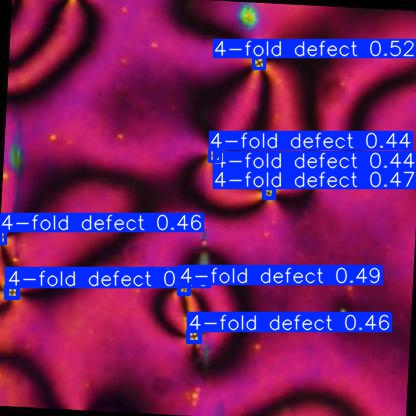 4-fold defect 0.52
4-fold defect 0.44
4-fold defect 0.44
4-fold defect 0.47
4-fold defect 0.46
4-fold defect 0
4-fold defect 0.49
4-fold defect 0.46